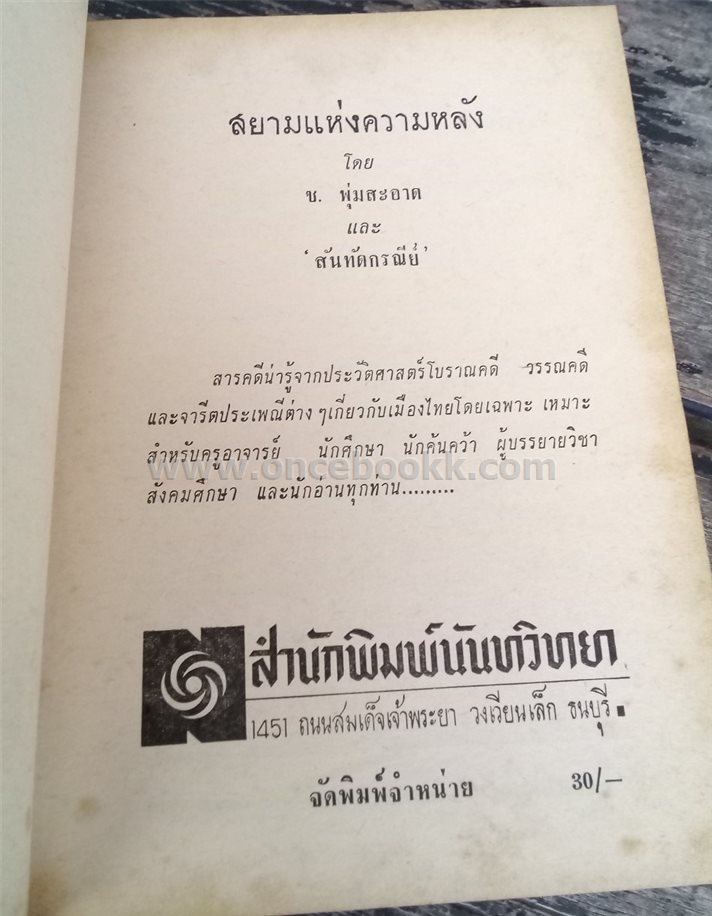 สยามแห่งความหลัง
โดย
ช. พุ่มสะอาด
และ
'สันทัดกรณีย์'
สารคดีน่ารู้จากประวัติศาสตร์โบราณคดี วรรณคดี
และจารีตประเพณีต่าง ๆเกี่ยวกับเมืองไทยโดยเฉพาะ เหมาะ
สำหรับครูอาจารย์ นักศึกษา นักค้นคว้า ผู้บรรยายวิชา
www.oncebookk.com
สังคมศึกษา และนักอ่านทุกท่าน.........
สำนักพิมพ์นันทวิทยา
1451 ถนนสมเด็จเจ้าพระยา วงเวียนเล็ก ธนบุรี.
จัดพิมพ์จำหน่าย 30/—